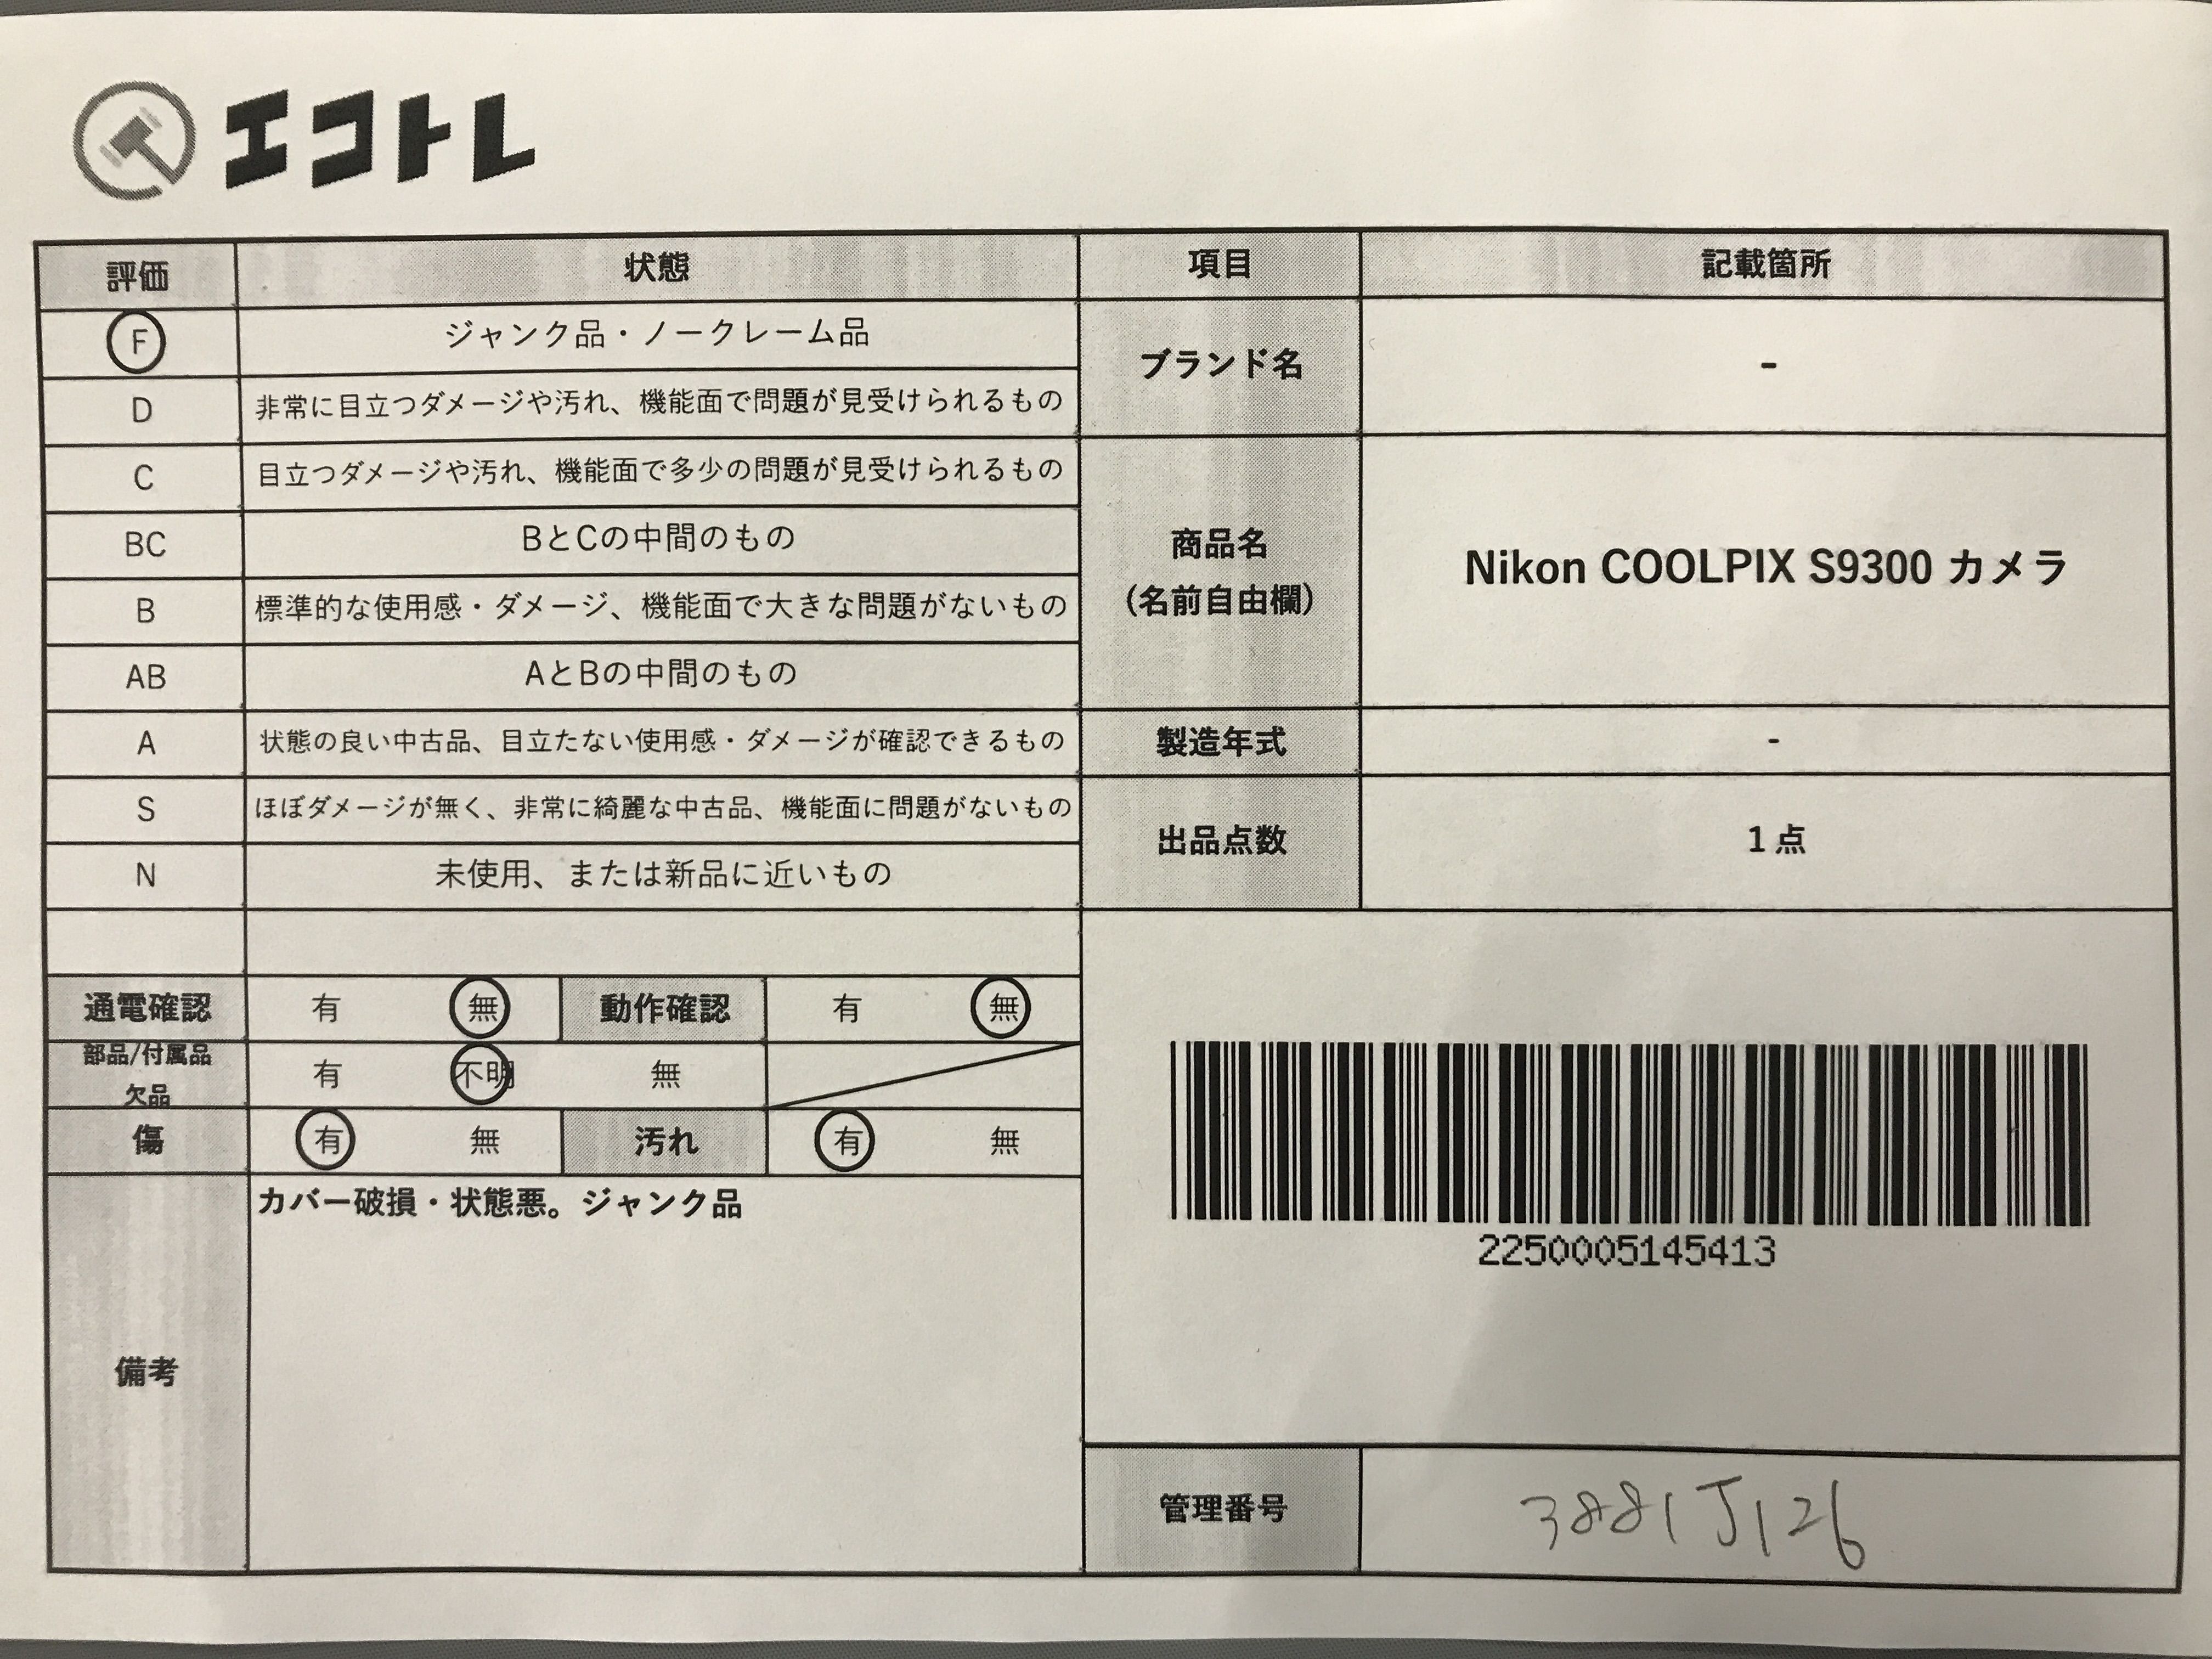 エコトレ
評価 状態 項目 記載箇所
F ジャンク品・ノークレーム品
ブランド名 -
D 非常に目立つダメージや汚れ、機能面で問題が見受けられるもの
C 目立つダメージや汚れ、機能面で多少の問題が見受けられるもの
商品名
(名前自由欄)
Nikon COOLPIX S9300 カメラ
BC BとCの中間のもの
B 標準的な使用感・ダメージ、機能面で大きな問題がないもの
AB AとBの中間のもの
A 状態の良い中古品、目立たない使用感・ダメージが確認できるもの
製造年式 -
S ほぼダメージが無く、非常に綺麗な中古品、機能面に問題がないもの
出品点数 1点
N 未使用、または新品に近いもの
通電確認 有 無 動作確認 有 無
部品/付属品
欠品
有 不明 無
傷 有 無 汚れ 有 無
備考
カバー破損・状態悪。ジャンク品
2250005145413
管理番号 3881J126